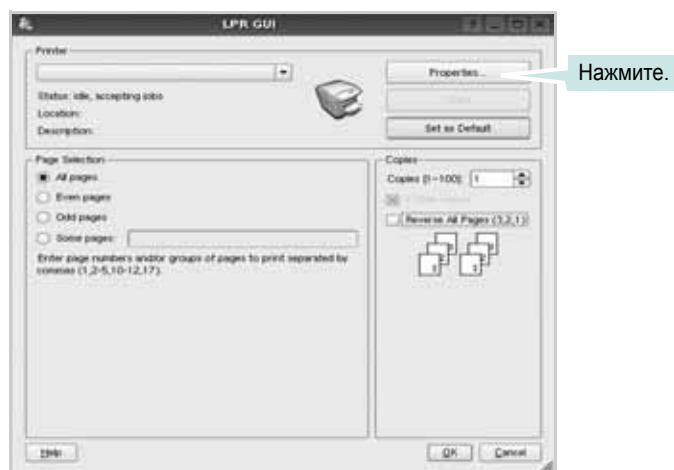 LPR GUI
Printer
Properties...
Нажмите.
Status: idle, accepting jobs
Location:
Description:
Set as Default
Page Selection
All pages
Even pages
Odd pages
Some pages:
Enter page numbers and/or groups of pages to print separated by
commas (1,2-5,10-12,17).
Copies
Copies [1~100]: 1
Reverse All Pages (3,2,1)
Help
OK
Cancel